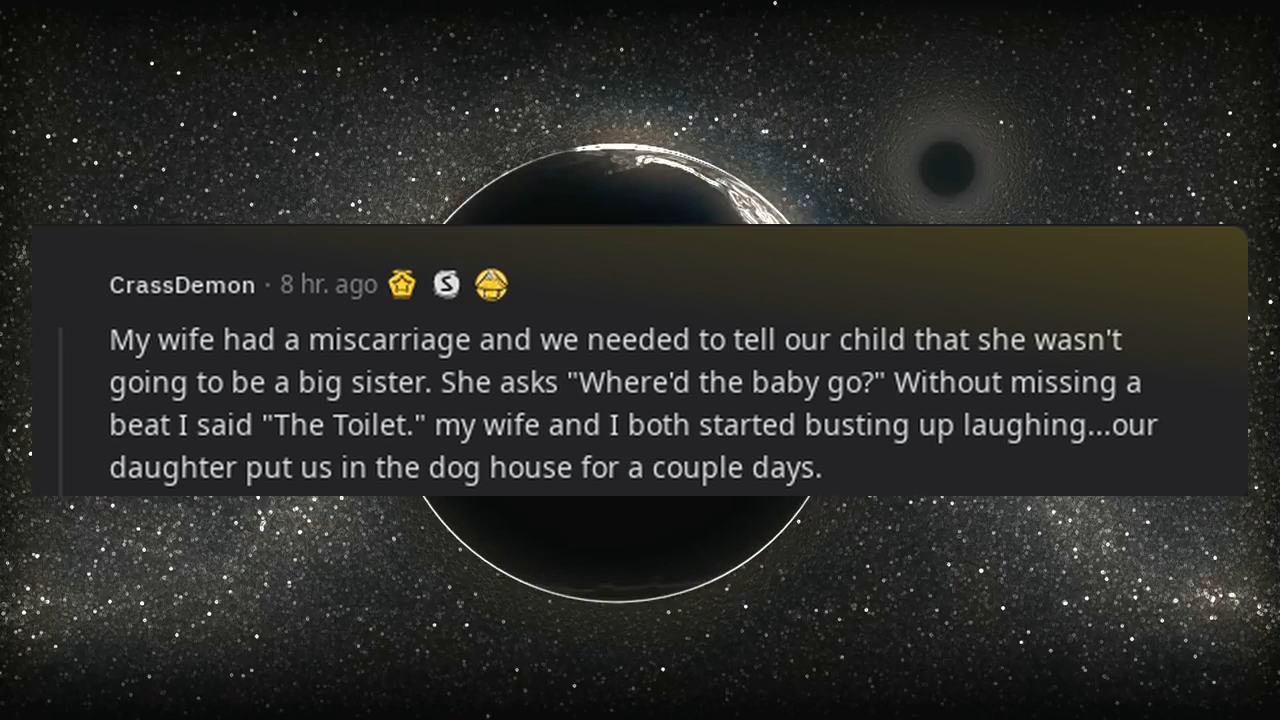 CrassDemon · 8 hr. ago
My wife had a miscarriage and we needed to tell our child that she wasn't
going to be a big sister. She asks "Where'd the baby go?" Without missing a
beat I said "The Toilet." my wife and I both started busting up laughing...our
daughter put us in the dog house for a couple days.